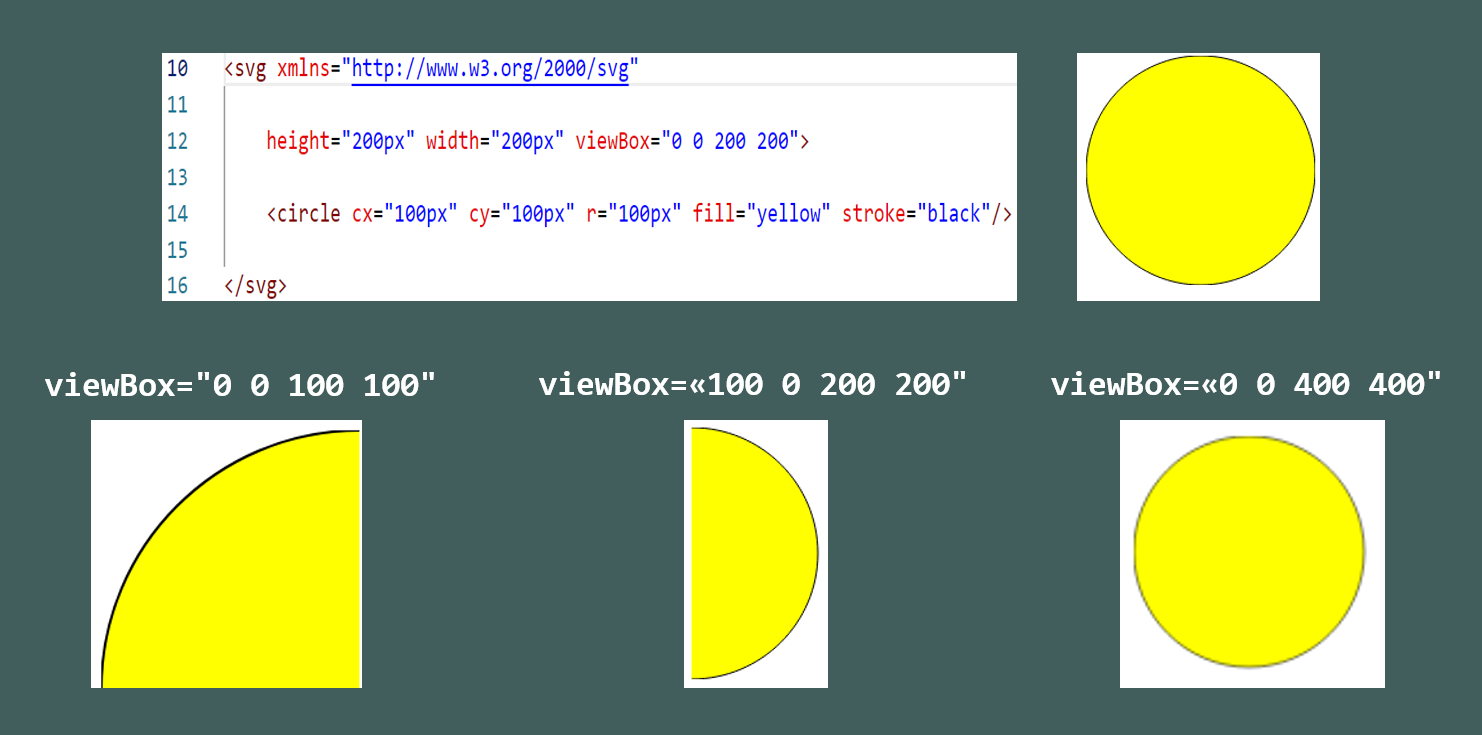 10 <svg xmlns="http://www.w3.org/2000/svg"
11
12 height="200px" width="200px" viewBox="0 0 200 200">
13
14 <circle cx="100px" cy="100px" r="100px" fill="yellow" stroke="black"/>
15
16 </svg>
viewBox="0 0 100 100"
viewBox=«100 0 200 200"
viewBox=«0 0 400 400"